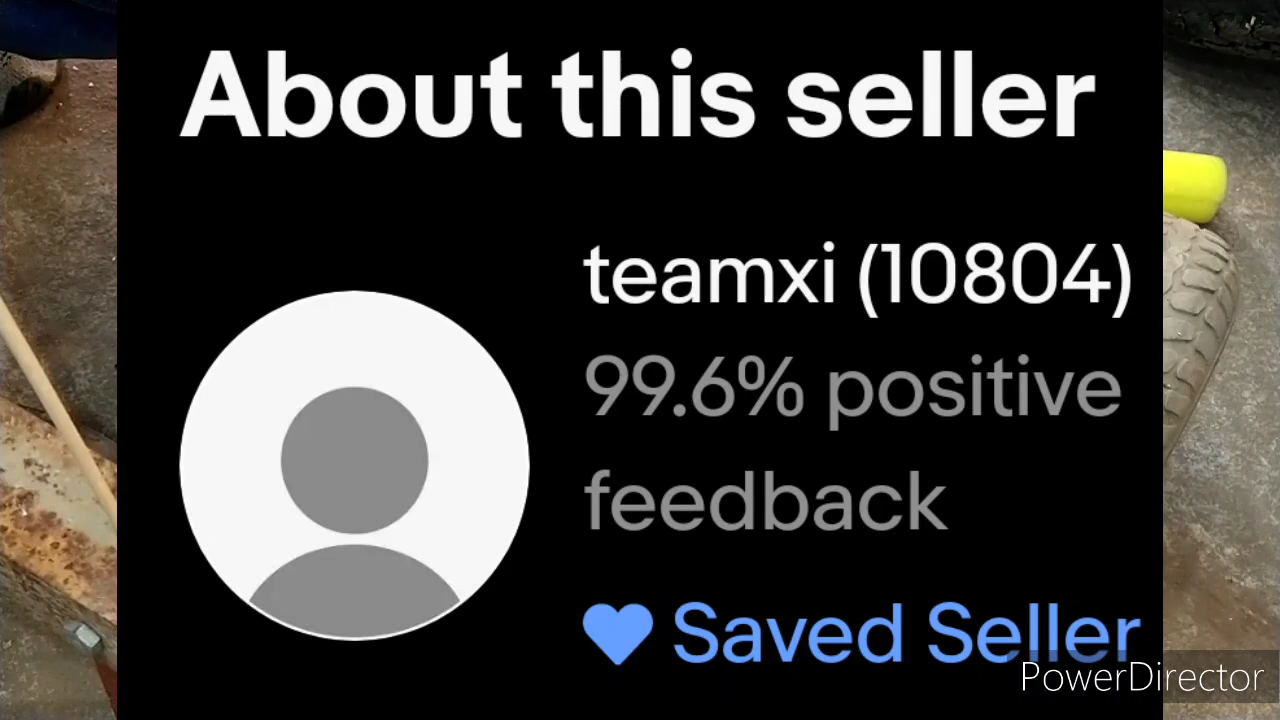 About this seller
teamxi (10804)
99.6% positive
feedback
Saved Seller
PowerDirector